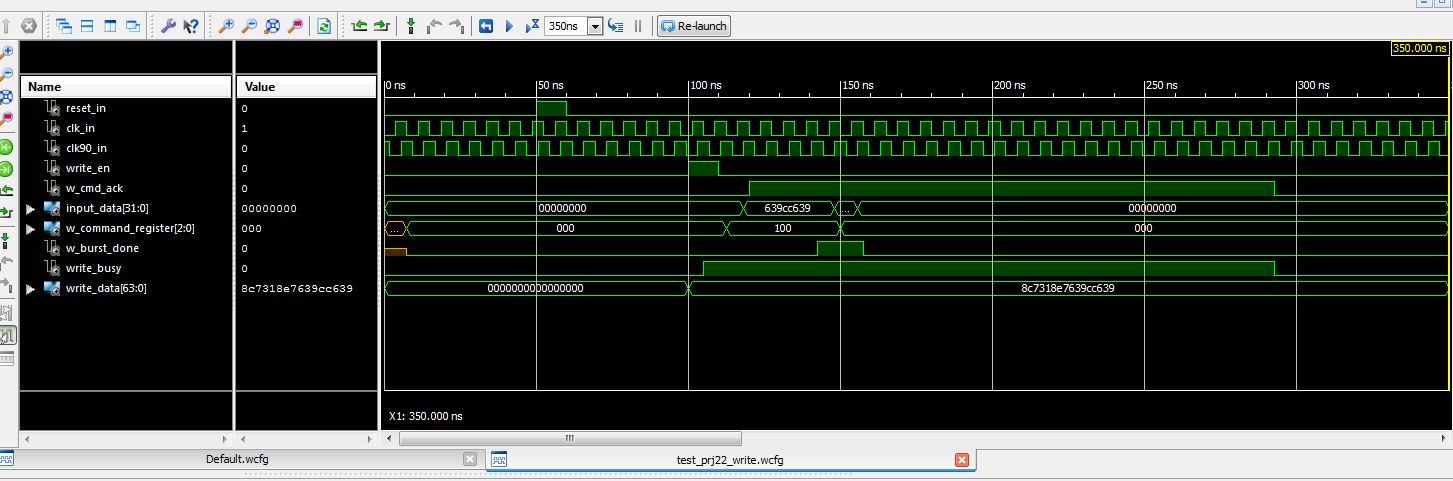 350ns Re-launch
350.000 ns
Name Value
0 ns 50 ns 100 ns 150 ns 200 ns 250 ns 300 ns
reset_in 0
clk_in 1
clk90_in 0
write_en 0
w_cmd_ack 0
input_data[31:0] 00000000 00000000 639cc639 ... 00000000
w_command_register[2:0] 000 ... 000 100 000
w_burst_done 0
write_busy 0
write_data[63:0] 8c7318e7639cc639 0000000000000000 8c7318e7639cc639
X1: 350.000 ns
Default.wcfg test_prj22_write.wcfg